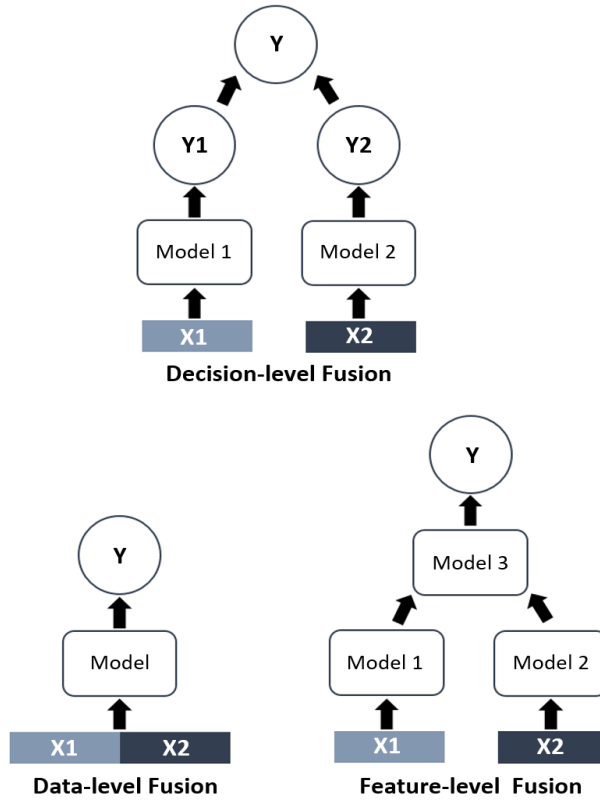 Y
Y1 Y2
Model 1 Model 2
X1 X2
Decision-level Fusion
Y
Model
X1 X2
Data-level Fusion
Y
Model 3
Model 1 Model 2
X1 X2
Feature-level Fusion